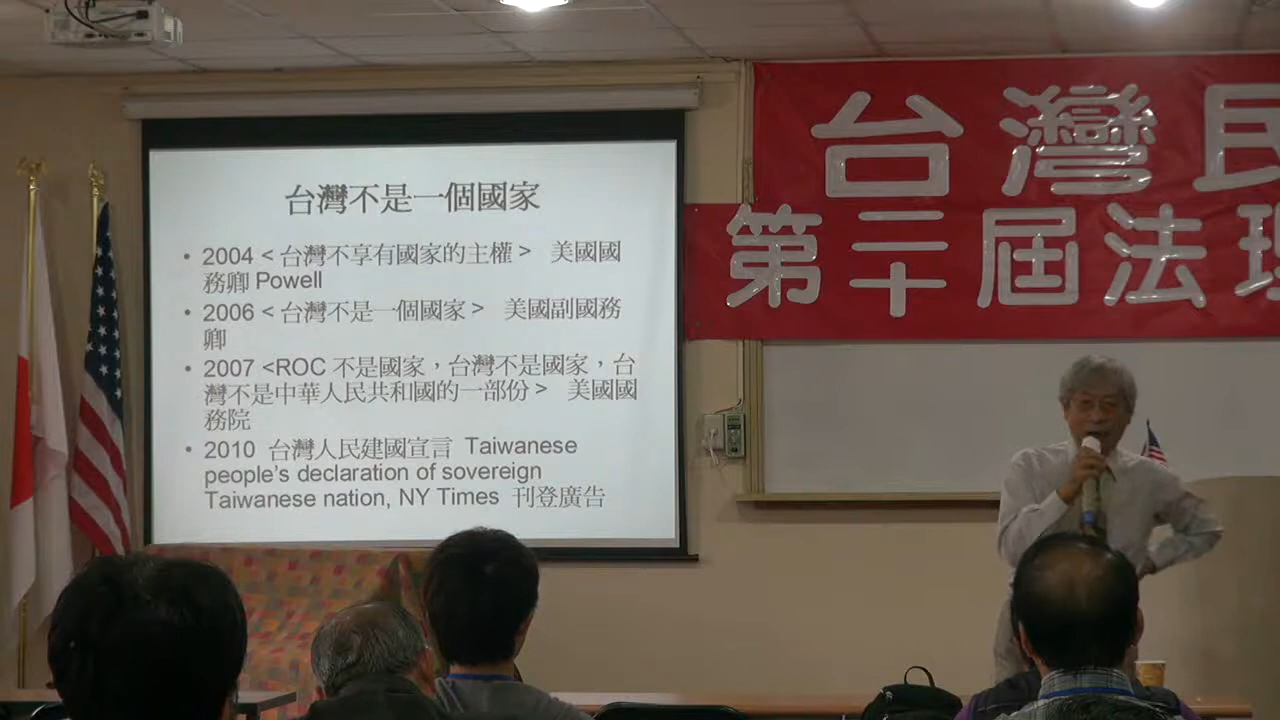 台灣不是一個國家
• 2004 < 台灣不享有國家的主權 > 美國國
務卿 Powell
• 2006 < 台灣不是一個國家 > 美國副國務
卿
• 2007 <ROC 不是國家，台灣不是國家，台
灣不是中華人民共和國的一部份 > 美國國
務院
• 2010 台灣人民建國宣言 Taiwanese
people's declaration of sovereign
Taiwanese nation, NY Times 刊登廣告
台灣民
第二十屆法理